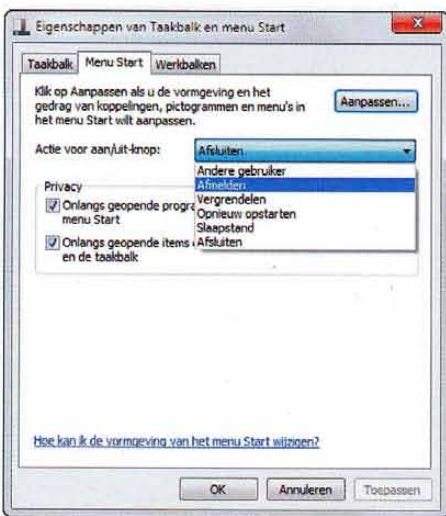 Eigenschappen van Taakbalk en menu Start
Taakbalk Menu Start Werkbalken
Klik op Aanpassen als u de vormgeving en het
gedrag van koppelingen, pictogrammen en menu's in
het menu Start wilt aanpassen.
Aanpassen...
Actie voor aan/uit-knop: Afsluiten
Andere gebruiker
Afmelden
Vergrendelen
Opnieuw opstarten
Slaapstand
Afsluiten
Privacy
Onlangs geopende progra
menu Start
Onlangs geopende items
en de taakbalk
Hoe kan ik de vormgeving van het menu Start wijzigen?
OK Annuleren Toepassen